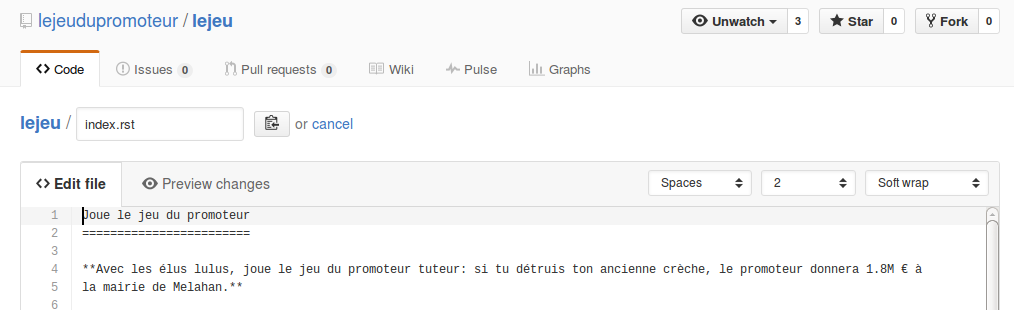 lejeudupromoteur / lejeu
Unwatch 3 Star 0 Fork 0
Code Issues 0 Pull requests 0 Wiki Pulse Graphs
lejeu / index.rst or cancel
Edit file Preview changes Spaces 2 Soft wrap
1 Joue le jeu du promoteur
2 ========================
3
4 **Avec les élus lulus, joue le jeu du promoteur tuteur: si tu détruis ton ancienne crèche, le promoteur donnera 1.8M € à
5 la mairie de Melahan.**
6